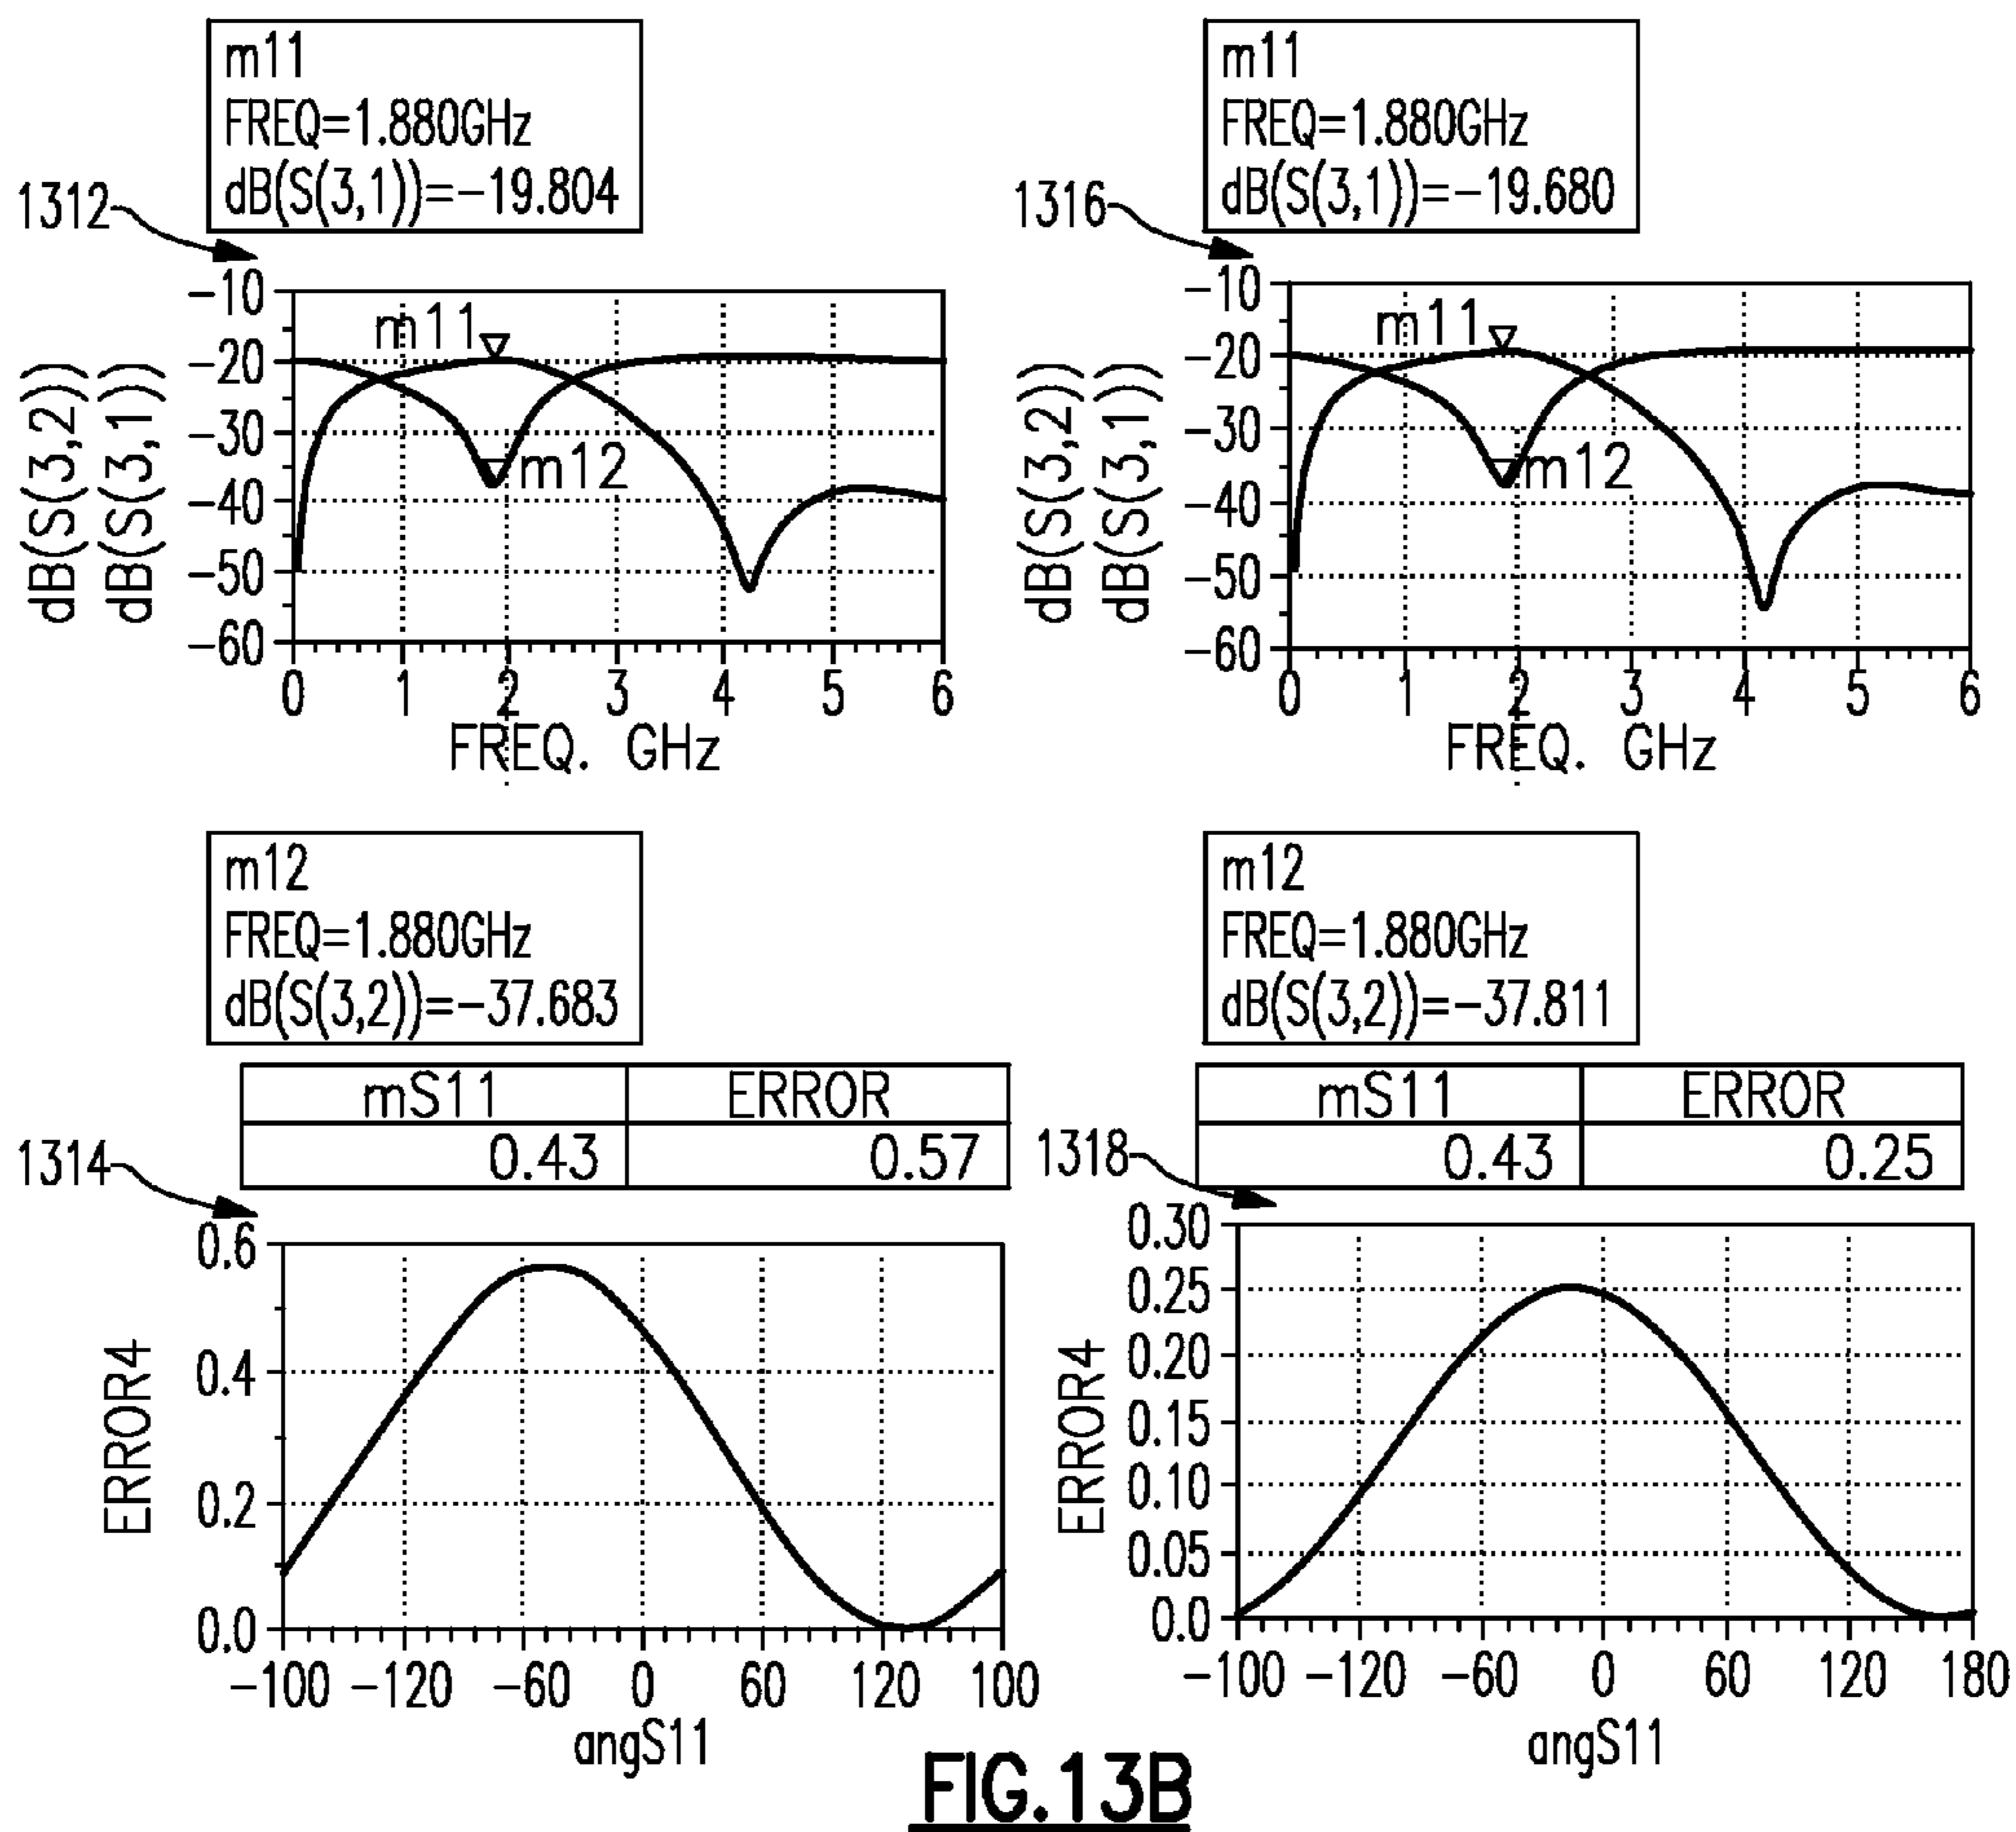 m11
FREQ=1.880GHz
dB(S(3,1))=-19.804
1312
dB(S(3,2))
dB(S(3,1))
-10
-20
-30
-40
-50
-60
m11
m12
0 1 2 3 4 5 6
FREQ. GHz
m12
FREQ=1.880GHz
dB(S(3,2))=-37.683
m11
FREQ=1.880GHz
dB(S(3,1))=-19.680
1316
dB(S(3,2))
dB(S(3,1))
-10
-20
-30
-40
-50
-60
m11
m12
0 1 2 3 4 5 6
FREQ. GHz
m12
FREQ=1.880GHz
dB(S(3,2))=-37.811
mS11 ERROR
0.43 0.57
1314
ERROR4
0.6
0.4
0.2
0.0
-100 -120 -60 0 60 120 100
angS11
mS11 ERROR
0.43 0.25
1318
ERROR4
0.30
0.25
0.20
0.15
0.10
0.05
0.0
-100 -120 -60 0 60 120 180
angS11
FIG.13B